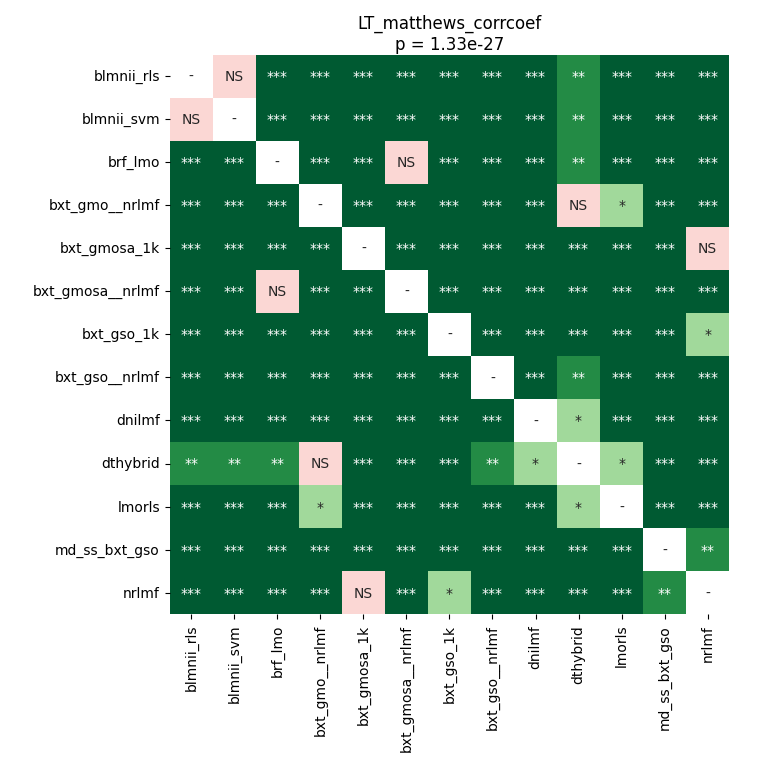 LT_matthews_corrcoef
p = 1.33e-27
blmnii_rls - NS *** *** *** *** *** *** *** ** *** *** ***
blmnii_svm NS - *** *** *** *** *** *** *** ** *** *** ***
brf_lmo *** *** - *** *** NS *** *** *** ** *** *** ***
bxt_gmo__nrlmf *** *** *** - *** *** *** *** *** NS * *** ***
bxt_gmosa_1k *** *** *** *** - *** *** *** *** *** *** *** NS
bxt_gmosa__nrlmf *** *** NS *** *** - *** *** *** *** *** *** ***
bxt_gso_1k *** *** *** *** *** *** - *** *** *** *** *** *
bxt_gso__nrlmf *** *** *** *** *** *** *** - *** ** *** *** ***
dnilmf *** *** *** *** *** *** *** *** - * *** *** ***
dthybrid ** ** ** NS *** *** *** ** * - * *** ***
lmorls *** *** *** * *** *** *** *** *** * - *** ***
md_ss_bxt_gso *** *** *** *** *** *** *** *** *** *** *** - **
nrlmf *** *** *** *** NS *** * *** *** *** *** ** -
blmnii_rls
blmnii_svm
brf_lmo
bxt_gmo__nrlmf
bxt_gmosa_1k
bxt_gmosa__nrlmf
bxt_gso_1k
bxt_gso__nrlmf
dnilmf
dthybrid
lmorls
md_ss_bxt_gso
nrlmf